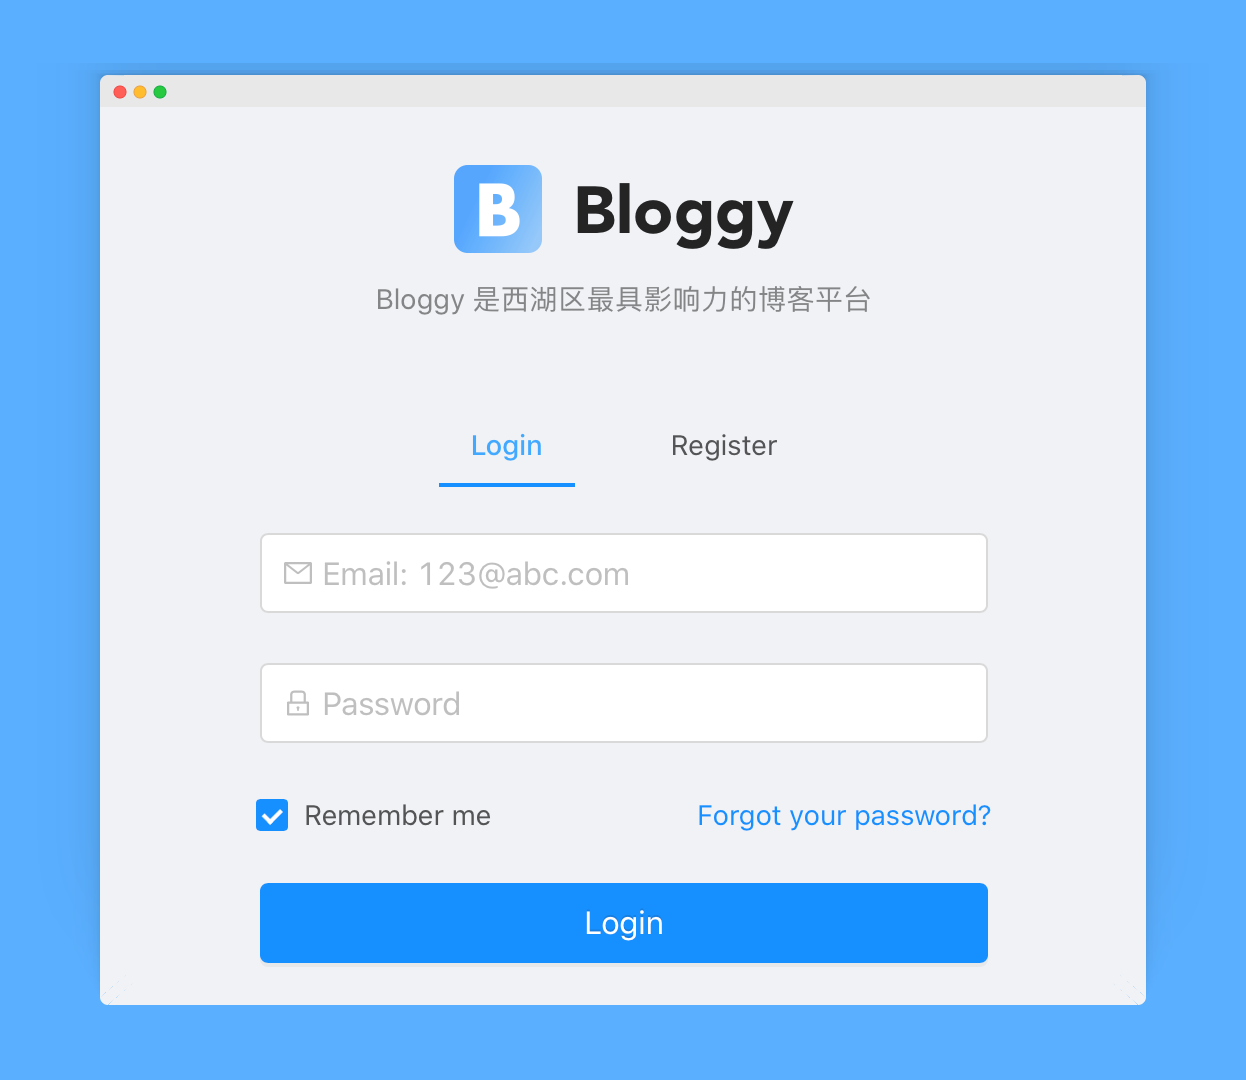 B Bloggy
Bloggy 是西湖区最具影响力的博客平台
Login Register
Email: 123@abc.com
Password
Remember me Forgot your password?
Login